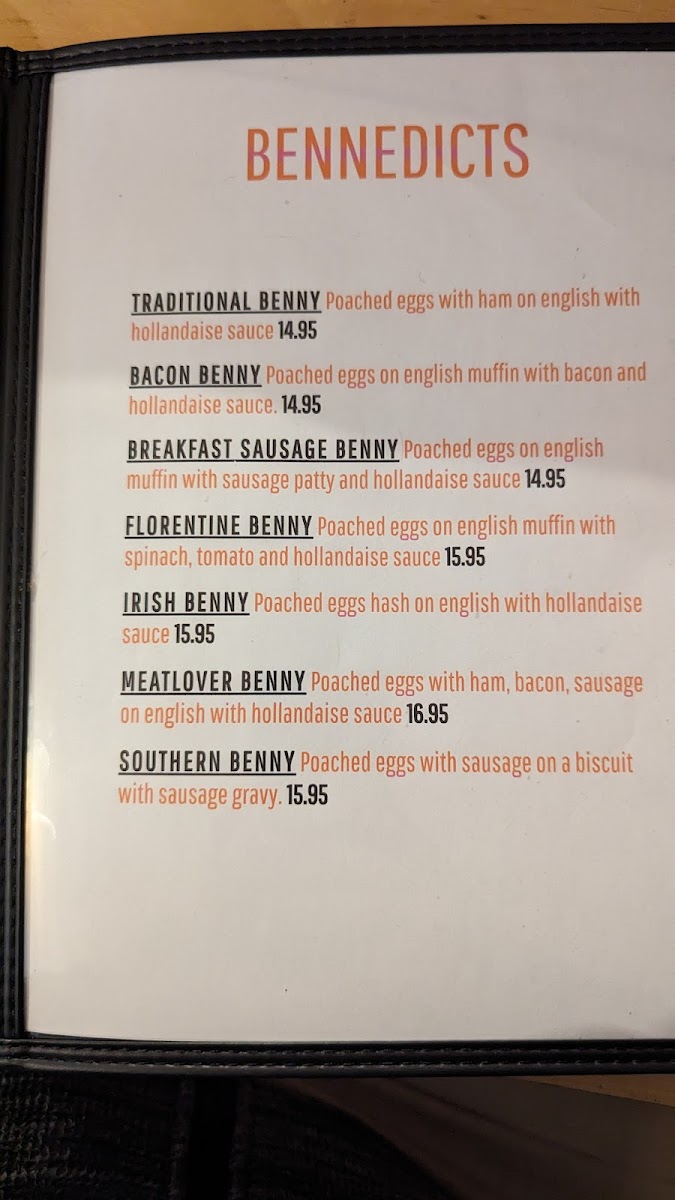 BENNEDICTS
TRADITIONAL BENNY Poached eggs with ham on english with
hollandaise sauce 14.95
BACON BENNY Poached eggs on english muffin with bacon and
hollandaise sauce. 14.95
BREAKFAST SAUSAGE BENNY Poached eggs on english
muffin with sausage patty and hollandaise sauce 14.95
FLORENTINE BENNY Poached eggs on english muffin with
spinach, tomato and hollandaise sauce 15.95
IRISH BENNY Poached eggs hash on english with hollandaise
sauce 15.95
MEATLOVER BENNY Poached eggs with ham, bacon, sausage
on english with hollandaise sauce 16.95
SOUTHERN BENNY Poached eggs with sausage on a biscuit
with sausage gravy. 15.95